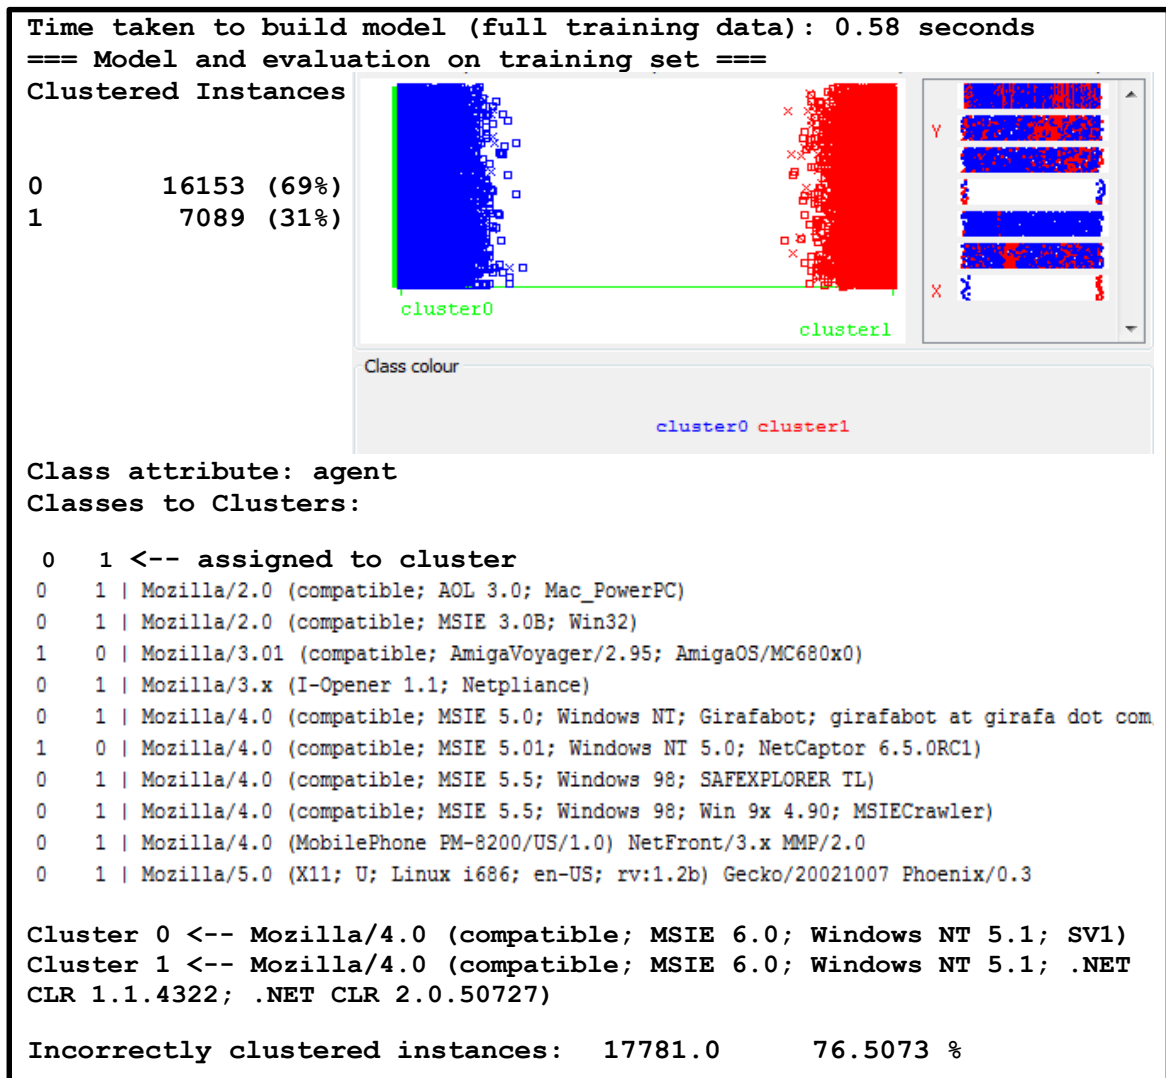 Time taken to build model (full training data): 0.58 seconds
=== Model and evaluation on training set ===
Clustered Instances
0 16153 (69%)
1 7089 (31%)
Y
X
cluster0
cluster1
Class colour
cluster0 cluster1
Class attribute: agent
Classes to Clusters:
0 1 <-- assigned to cluster
0 1 | Mozilla/2.0 (compatible; AOL 3.0; Mac_PowerPC)
0 1 | Mozilla/2.0 (compatible; MSIE 3.0B; Win32)
1 0 | Mozilla/3.01 (compatible; AmigaVoyager/2.95; AmigaOS/MC680x0)
0 1 | Mozilla/3.x (I-Opener 1.1; Netpliance)
0 1 | Mozilla/4.0 (compatible; MSIE 5.0; Windows NT; Girafabot; girafabot at girafa dot com
1 0 | Mozilla/4.0 (compatible; MSIE 5.01; Windows NT 5.0; NetCaptor 6.5.0RC1)
0 1 | Mozilla/4.0 (compatible; MSIE 5.5; Windows 98; SAFEXPLORER TL)
0 1 | Mozilla/4.0 (compatible; MSIE 5.5; Windows 98; Win 9x 4.90; MSIECrawler)
0 1 | Mozilla/4.0 (MobilePhone PM-8200/US/1.0) NetFront/3.x MMP/2.0
0 1 | Mozilla/5.0 (X11; U; Linux i686; en-US; rv:1.2b) Gecko/20021007 Phoenix/0.3
Cluster 0 <-- Mozilla/4.0 (compatible; MSIE 6.0; Windows NT 5.1; SV1)
Cluster 1 <-- Mozilla/4.0 (compatible; MSIE 6.0; Windows NT 5.1; .NET
CLR 1.1.4322; .NET CLR 2.0.50727)
Incorrectly clustered instances: 17781.0 76.5073 %